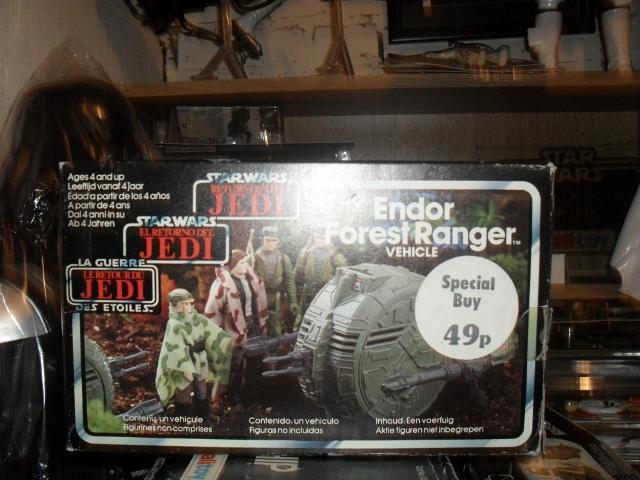 Ages 4 and up
Leeftijd vanaf 4 jaar
Edad a partir de los 4 años
A partir de 4 ans
Dai 4 anni in su
Ab 4 Jahren
STAR WARS
RETURN OF THE
JEDI
STAR WARS
EL RETORNO DEL
JEDI
LA GUERRE
LE RETOUR DU
JEDI
DES ETOILES
Endor
Forest Ranger™
VEHICLE
Special
Buy
49p
Contenu: un vehicule
Figurines non comprises
Contenido: un vehiculo
Figuras no incluidas
Inhoud: Een voerfuig
Aktie figuren niet inbegrepen
STAR
WARS